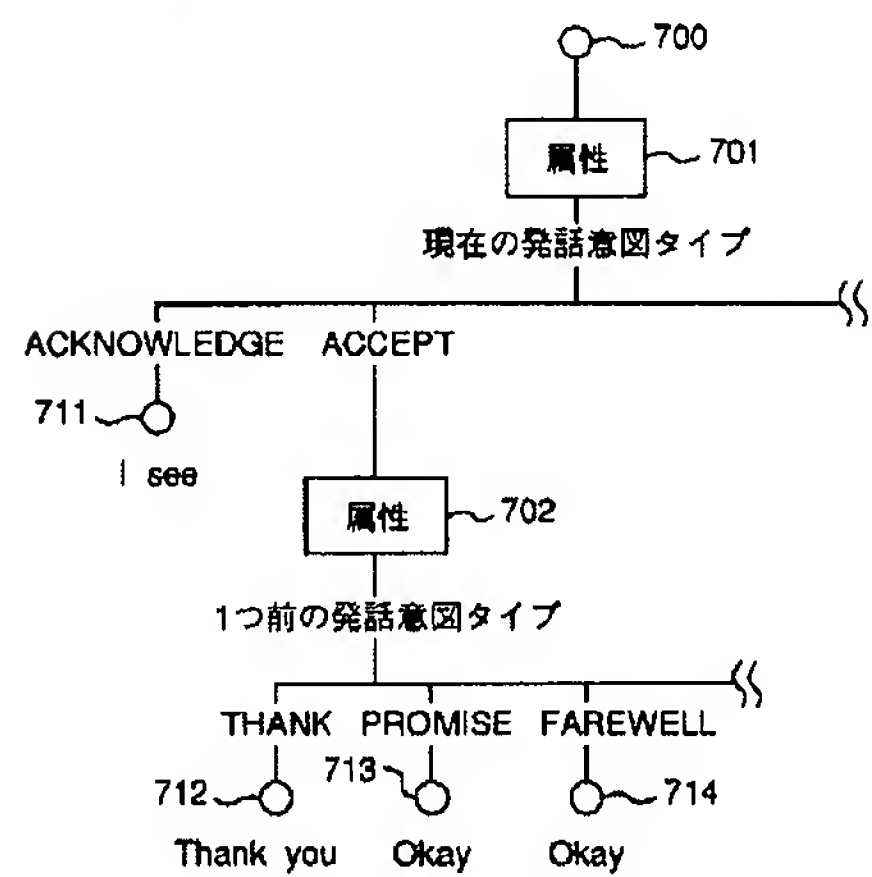 700
属性 701
現在の発話意図タイプ
ACKNOWLEDGE ACCEPT
711
I see
属性 702
1つ前の発話意図タイプ
THANK PROMISE FAREWELL
712 713 714
Thank you Okay Okay